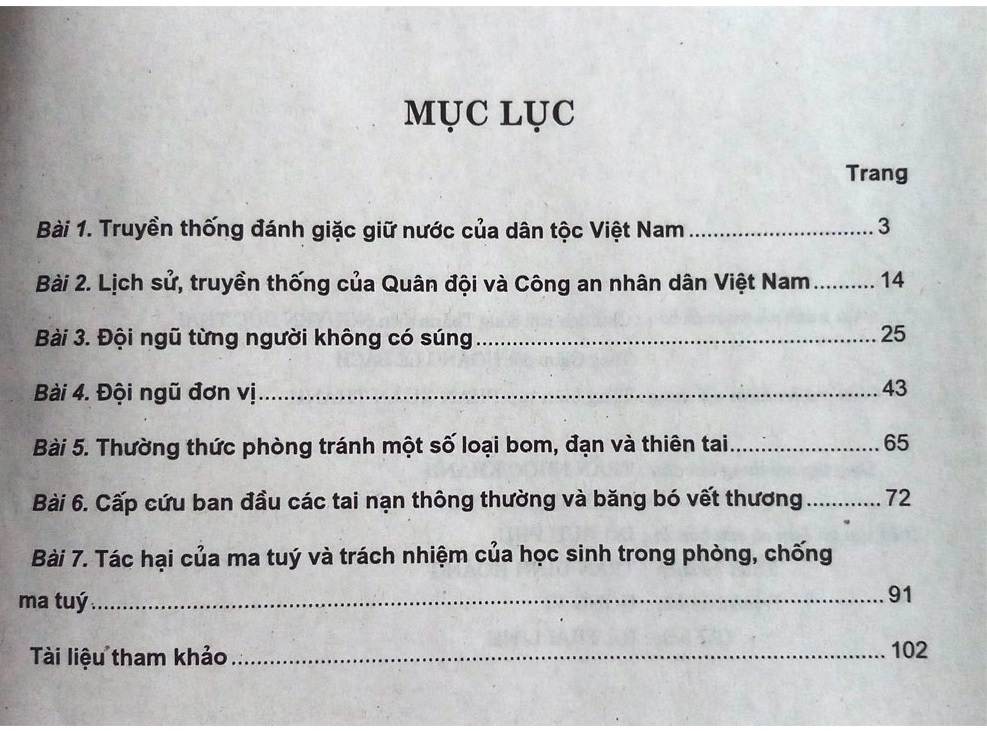 MỤC LỤC
Trang
Bài 1. Truyền thống đánh giặc giữ nước của dân tộc Việt Nam .............................. 3
Bài 2. Lịch sử, truyền thống của Quân đội và Công an nhân dân Việt Nam.......... 14
Bài 3. Đội ngũ từng người không có súng.................................................................. 25
Bài 4. Đội ngũ đơn vị...................................................................................................... 43
Bài 5. Thường thức phòng tránh một số loại bom, đạn và thiên tai......................... 65
Bài 6. Cấp cứu ban đầu các tai nạn thông thường và băng bó vết thương............ 72
Bài 7. Tác hại của ma tuý và trách nhiệm của học sinh trong phòng, chống
ma tuý................................................................................................................................. 91
Tài liệu tham khảo ........................................................................................................... 102